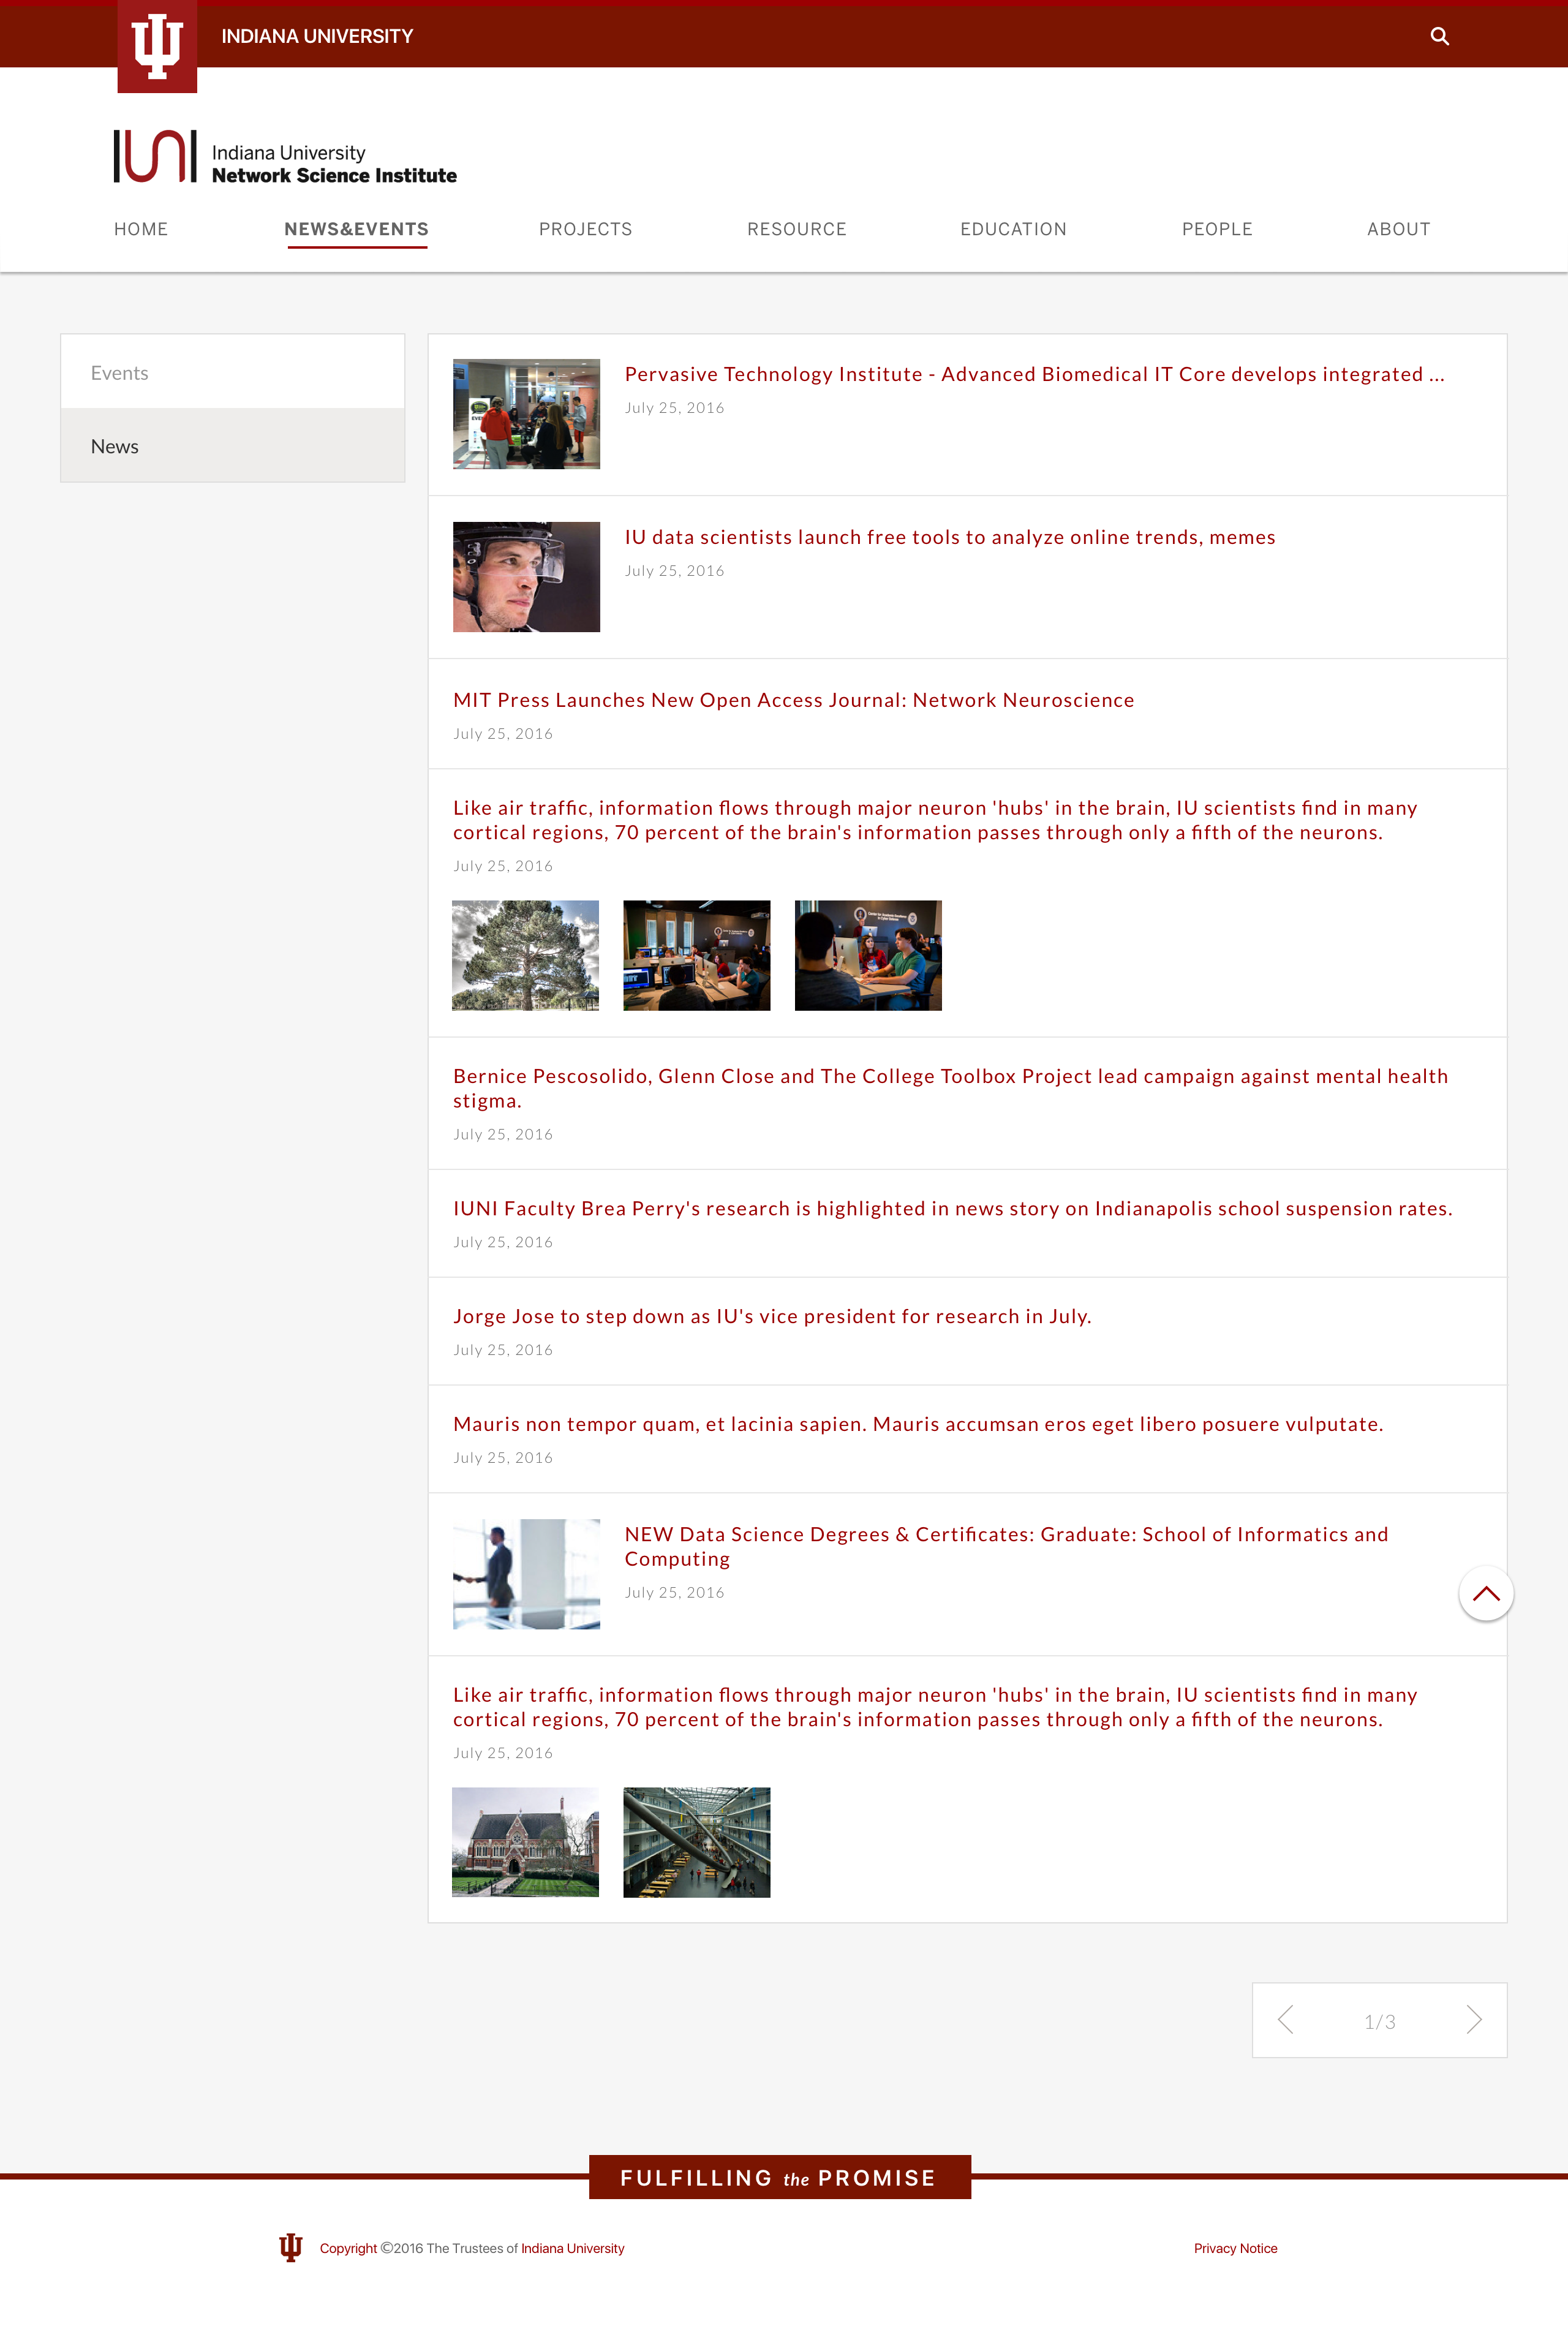 INDIANA UNIVERSITY
IUNI
Indiana University
Network Science Institute
HOME NEWS&EVENTS PROJECTS RESOURCE EDUCATION PEOPLE ABOUT
Events
News
Pervasive Technology Institute - Advanced Biomedical IT Core develops integrated ...
July 25, 2016
IU data scientists launch free tools to analyze online trends, memes
July 25, 2016
MIT Press Launches New Open Access Journal: Network Neuroscience
July 25, 2016
Like air traffic, information flows through major neuron 'hubs' in the brain, IU scientists find in many
cortical regions, 70 percent of the brain's information passes through only a fifth of the neurons.
July 25, 2016
Bernice Pescosolido, Glenn Close and The College Toolbox Project lead campaign against mental health
stigma.
July 25, 2016
IUNI Faculty Brea Perry's research is highlighted in news story on Indianapolis school suspension rates.
July 25, 2016
Jorge Jose to step down as IU's vice president for research in July.
July 25, 2016
Mauris non tempor quam, et lacinia sapien. Mauris accumsan eros eget libero posuere vulputate.
July 25, 2016
NEW Data Science Degrees & Certificates: Graduate: School of Informatics and
Computing
July 25, 2016
Like air traffic, information flows through major neuron 'hubs' in the brain, IU scientists find in many
cortical regions, 70 percent of the brain's information passes through only a fifth of the neurons.
July 25, 2016
1/3
FULFILLING the PROMISE
Copyright ©2016 The Trustees of Indiana University
Privacy Notice